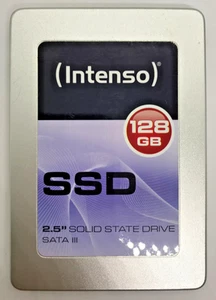 (Intenso)
128
GB
SSD
2.5" SOLID STATE DRIVE
SATA III